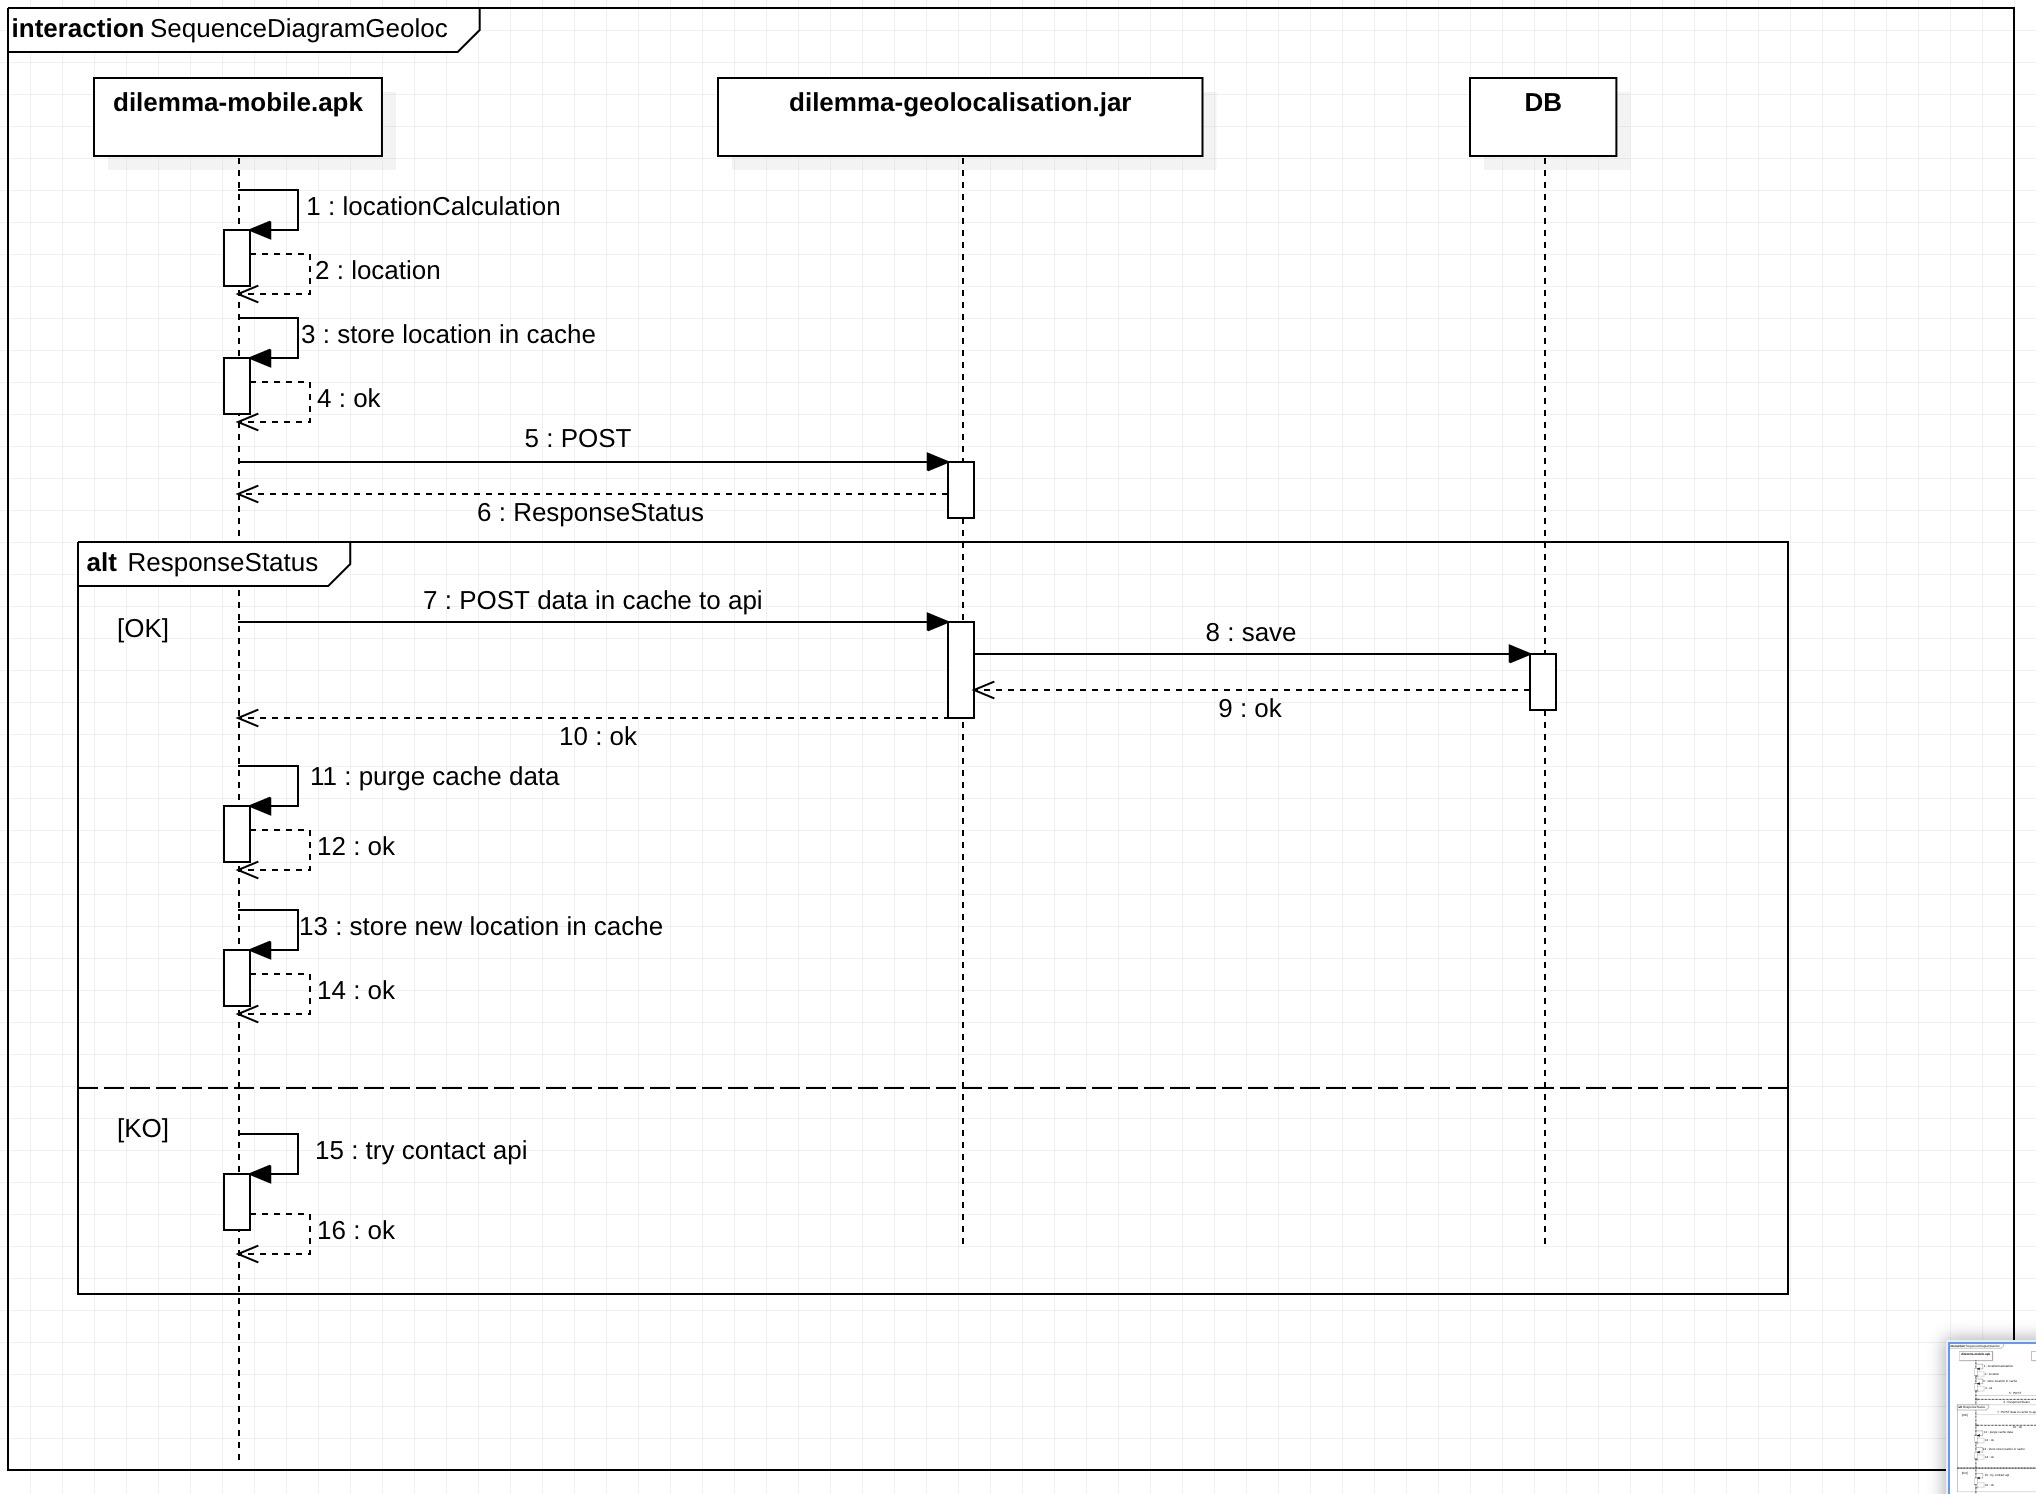 interaction SequenceDiagramGeoloc
dilemma-mobile.apk
dilemma-geolocalisation.jar
DB
1 : locationCalculation
2 : location
3 : store location in cache
4 : ok
5 : POST
6 : ResponseStatus
alt ResponseStatus
7 : POST data in cache to api
[OK]
8 : save
9 : ok
10 : ok
11 : purge cache data
12 : ok
13 : store new location in cache
14 : ok
[KO]
15 : try contact api
16 : ok